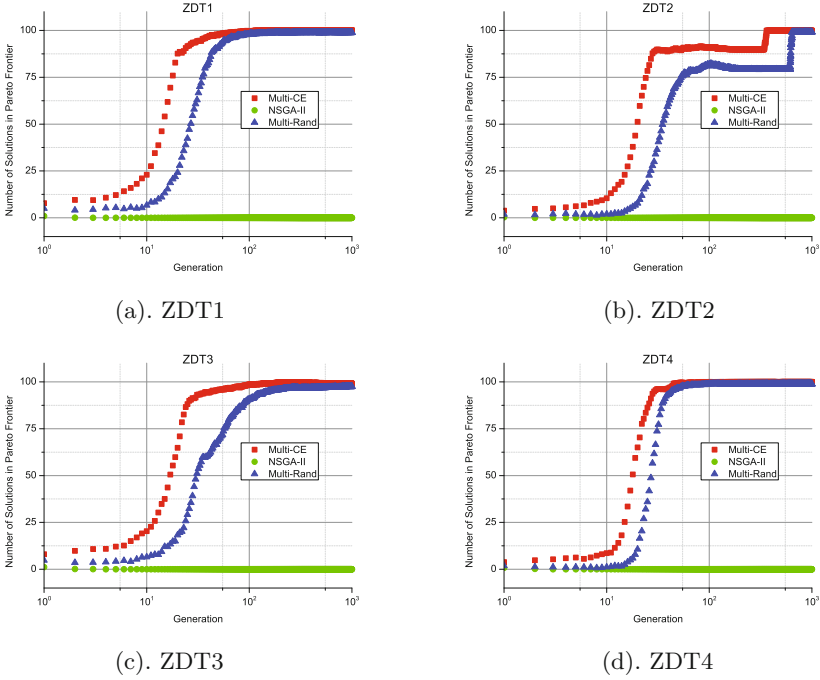 ZDT1
Number of Solutions in Pareto Frontier
100
75
50
25
0
Multi-CE
NSGA-II
Multi-Rand
10^0 10^1 10^2 10^3
Generation
(a). ZDT1
ZDT2
Number of Solutions in Pareto Frontier
100
75
50
25
0
Multi-CE
NSGA-II
Multi-Rand
10^0 10^1 10^2 10^3
Generation
(b). ZDT2
ZDT3
Number of Solutions in Pareto Frontier
100
75
50
25
0
Multi-CE
NSGA-II
Multi-Rand
10^0 10^1 10^2 10^3
Generation
(c). ZDT3
ZDT4
Number of Solutions in Pareto Frontier
100
75
50
25
0
Multi-CE
NSGA-II
Multi-Rand
10^0 10^1 10^2 10^3
Generation
(d). ZDT4